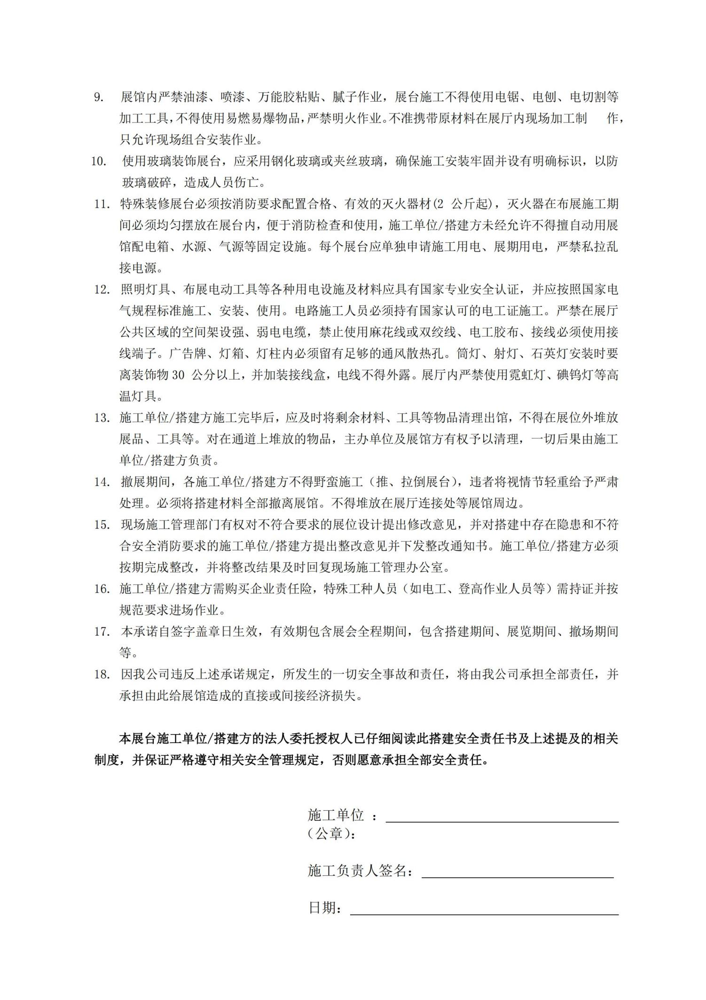 9. 展馆内严禁油漆、喷漆、万能胶粘贴、腻子作业，展台施工不得使用电锯、电刨、电切割等
加工工具，不得使用易燃易爆物品，严禁明火作业。不准携带原材料在展厅内现场加工制 作，
只允许现场组合安装作业。
10. 使用玻璃装饰展台，应采用钢化玻璃或夹丝玻璃，确保施工安装牢固并设有明确标识，以防
玻璃破碎，造成人员伤亡。
11. 特殊装修展台必须按消防要求配置合格、有效的灭火器材(2 公斤起)，灭火器在布展施工期
间必须均匀摆放在展台内，便于消防检查和使用，施工单位/搭建方未经允许不得擅自动用展
馆配电箱、水源、气源等固定设施。每个展台应单独申请施工用电、展期用电，严禁私拉乱
接电源。
12. 照明灯具、布展电动工具等各种用电设施及材料应具有国家专业安全认证，并应按照国家电
气规程标准施工、安装、使用。电路施工人员必须持有国家认可的电工证施工。严禁在展厅
公共区域的空间架设强、弱电电缆，禁止使用麻花线或双绞线、电工胶布、接线必须使用接
线端子。广告牌、灯箱、灯柱内必须留有足够的通风散热孔。筒灯、射灯、石英灯安装时要
离装饰物 30 公分以上，并加装接线盒，电线不得外露。展厅内严禁使用霓虹灯、碘钨灯等高
温灯具。
13. 施工单位/搭建方施工完毕后，应及时将剩余材料、工具等物品清理出馆，不得在展位外堆放
展品、工具等。对在通道上堆放的物品，主办单位及展馆方有权予以清理，一切后果由施工
单位/搭建方负责。
14. 撤展期间，各施工单位/搭建方不得野蛮施工（推、拉倒展台），违者将视情节轻重给予严肃
处理。必须将搭建材料全部撤离展馆。不得堆放在展厅连接处等展馆周边。
15. 现场施工管理部门有权对不符合要求的展位设计提出修改意见，并对搭建中存在隐患和不符
合安全消防要求的施工单位/搭建方提出整改意见并下发整改通知书。施工单位/搭建方必须
按期完成整改，并将整改结果及时回复现场施工管理办公室。
16. 施工单位/搭建方需购买企业责任险，特殊工种人员（如电工、登高作业人员等）需持证并按
规范要求进场作业。
17. 本承诺自签字盖章日生效，有效期包含展会全程期间，包含搭建期间、展览期间、撤场期间
等。
18. 因我公司违反上述承诺规定，所发生的一切安全事故和责任，将由我公司承担全部责任，并
承担由此给展馆造成的直接或间接经济损失。
本展台施工单位/搭建方的法人委托授权人已仔细阅读此搭建安全责任书及上述提及的相关
制度，并保证严格遵守相关安全管理规定，否则愿意承担全部安全责任。
施工单位 ：
（公章）：
施工负责人签名：
日期：